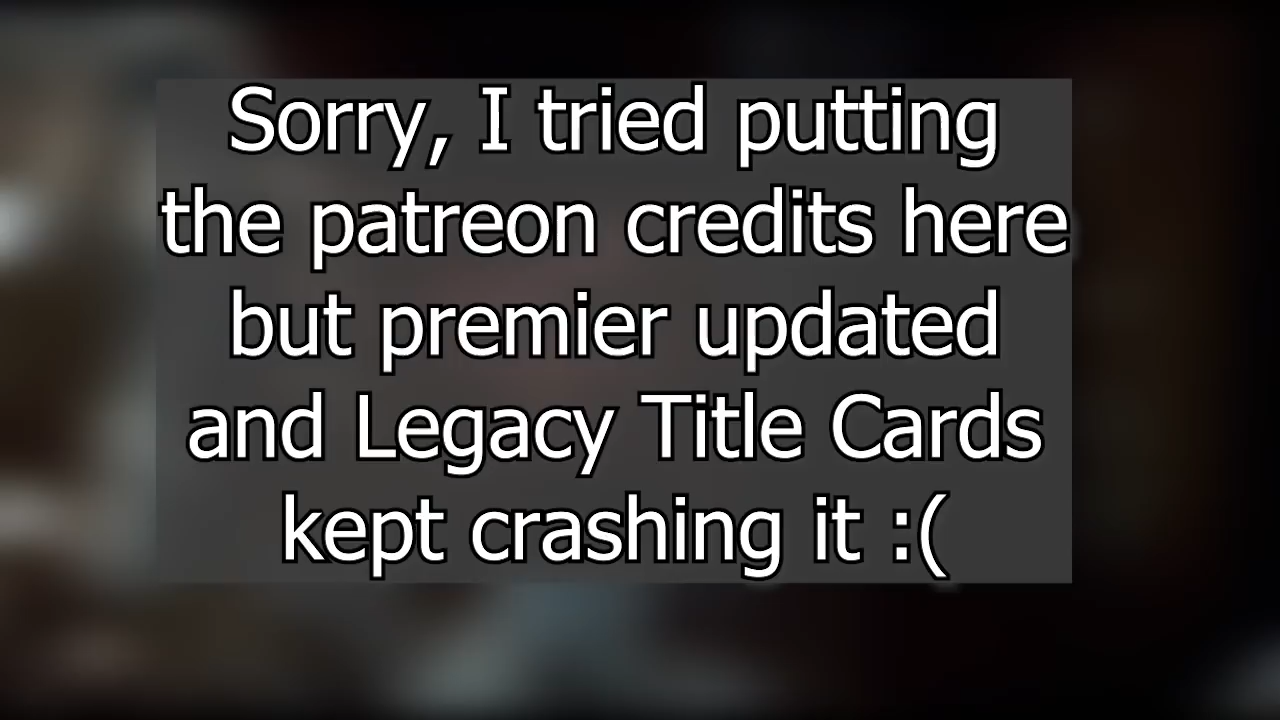 Sorry, I tried putting
the patreon credits here
but premier updated
and Legacy Title Cards
kept crashing it :(